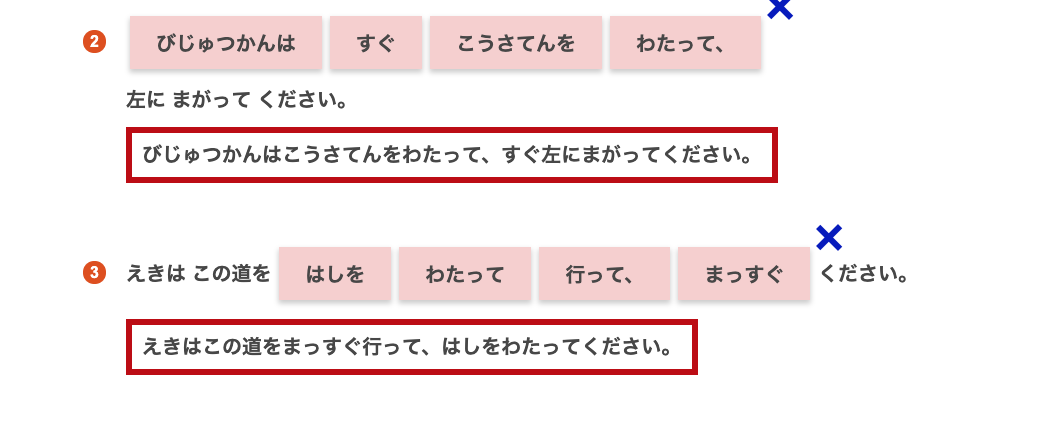 2 びじゅつかんは すぐ こうさてんを わたって、
左に まがって ください。
びじゅつかんはこうさてんをわたって、すぐ左にまがってください。
3 えきは この道を はしを わたって 行って、 まっすぐ ください。
えきはこの道をまっすぐ行って、はしをわたってください。